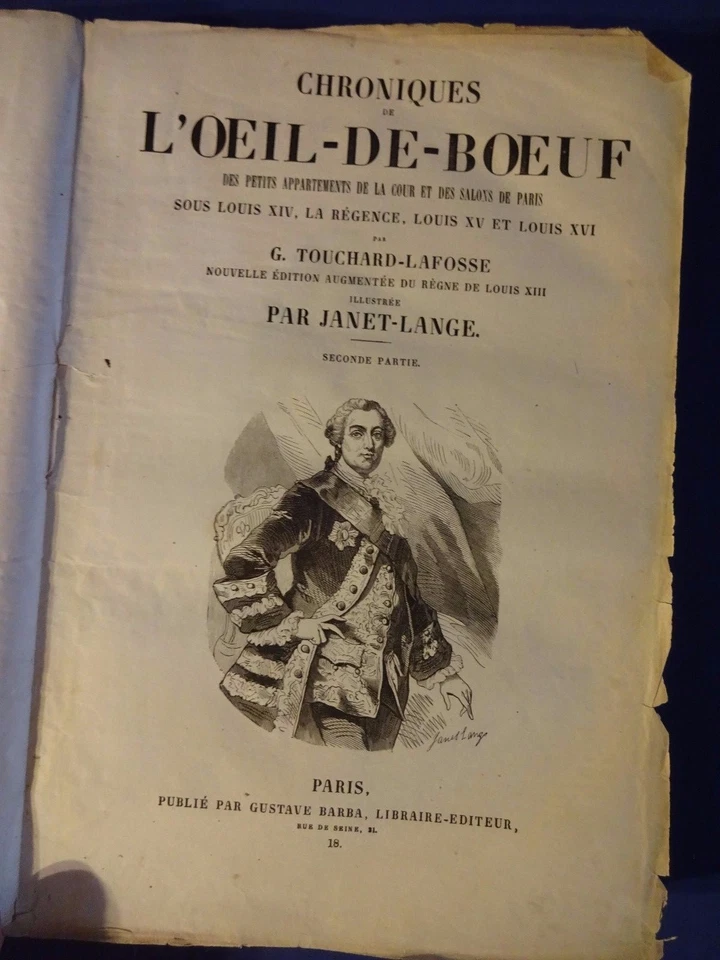 CHRONIQUES
DE
L'ŒIL-DE-BŒUF
DES PETITS APPARTEMENTS DE LA COUR ET DES SALONS DE PARIS
SOUS LOUIS XIV, LA RÉGENCE, LOUIS XV ET LOUIS XVI
PAR
G. TOUCHARD-LAFOSSE
NOUVELLE ÉDITION AUGMENTÉE DU RÈGNE DE LOUIS XIII
ILLUSTRÉE
PAR JANET-LANGE.
SECONDE PARTIE.
Janet Lange
PARIS,
PUBLIÉ PAR GUSTAVE BARBA, LIBRAIRE-EDITEUR,
RUE DE SEINE, 31.
18.